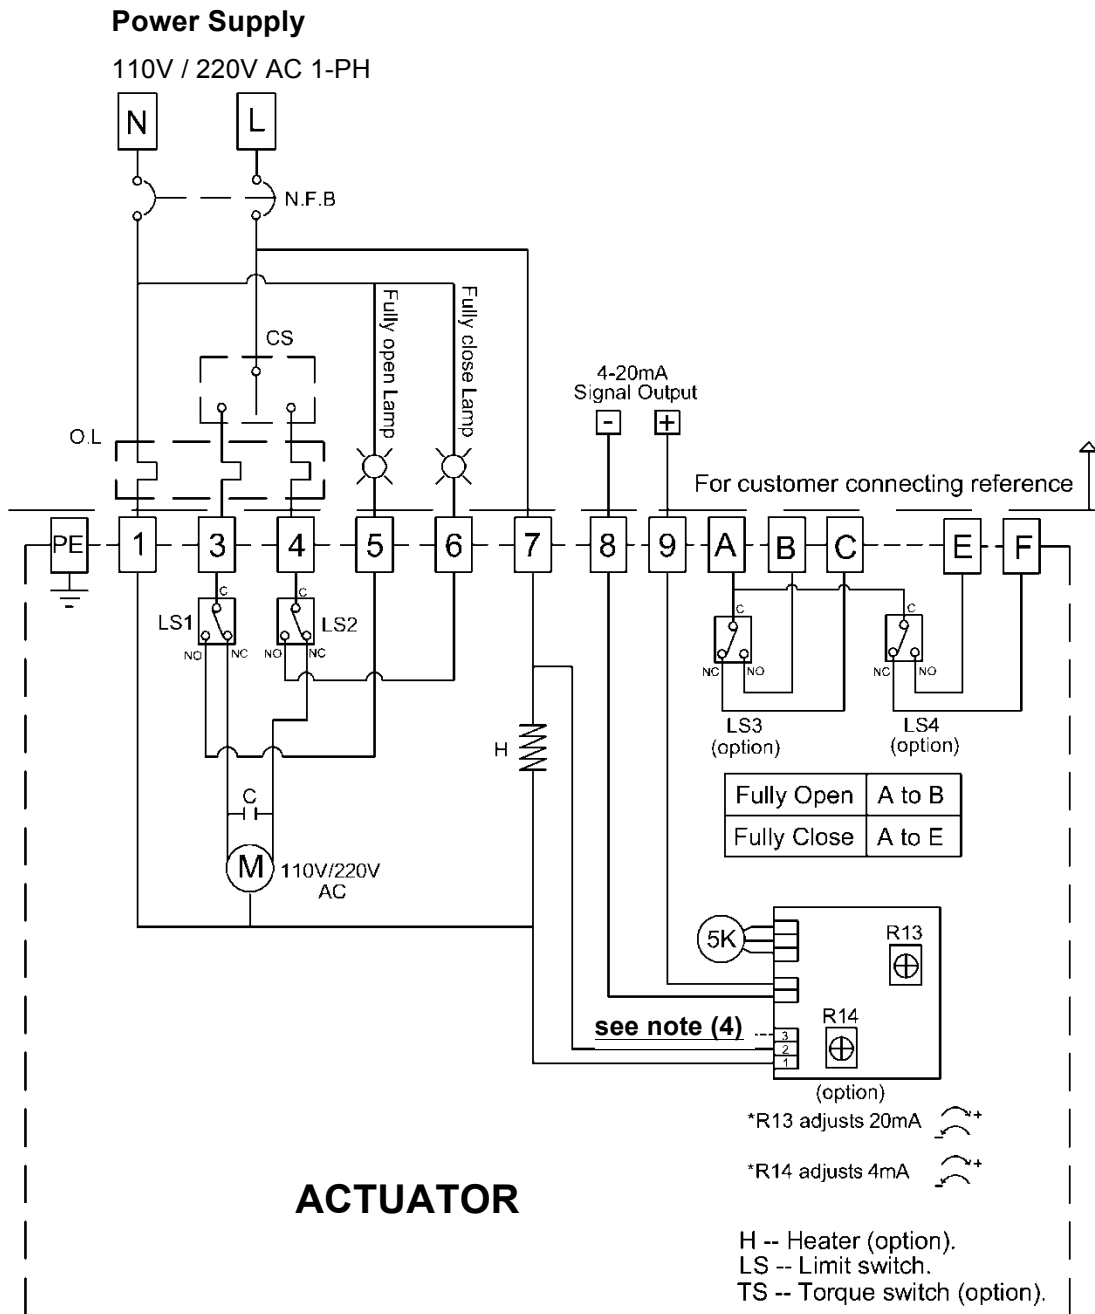 Power Supply
110V / 220V AC 1-PH
N
L
N.F.B
CS
Fully open Lamp
Fully close Lamp
4-20mA
Signal Output
-
+
O.L
For customer connecting reference
PE
1
3
4
5
6
7
8
9
A
B
C
E
F
C
C
LS1
LS2
NO
NC
NO
NC
C
C
NC
NO
NC
NO
LS3
(option)
LS4
(option)
H
C
M
110V/220V
AC
Fully Open A to B
Fully Close A to E
5K
R13
R14
see note (4)
3
2
1
(option)
*R13 adjusts 20mA - +
*R14 adjusts 4mA - +
ACTUATOR
H -- Heater (option).
LS -- Limit switch.
TS -- Torque switch (option).